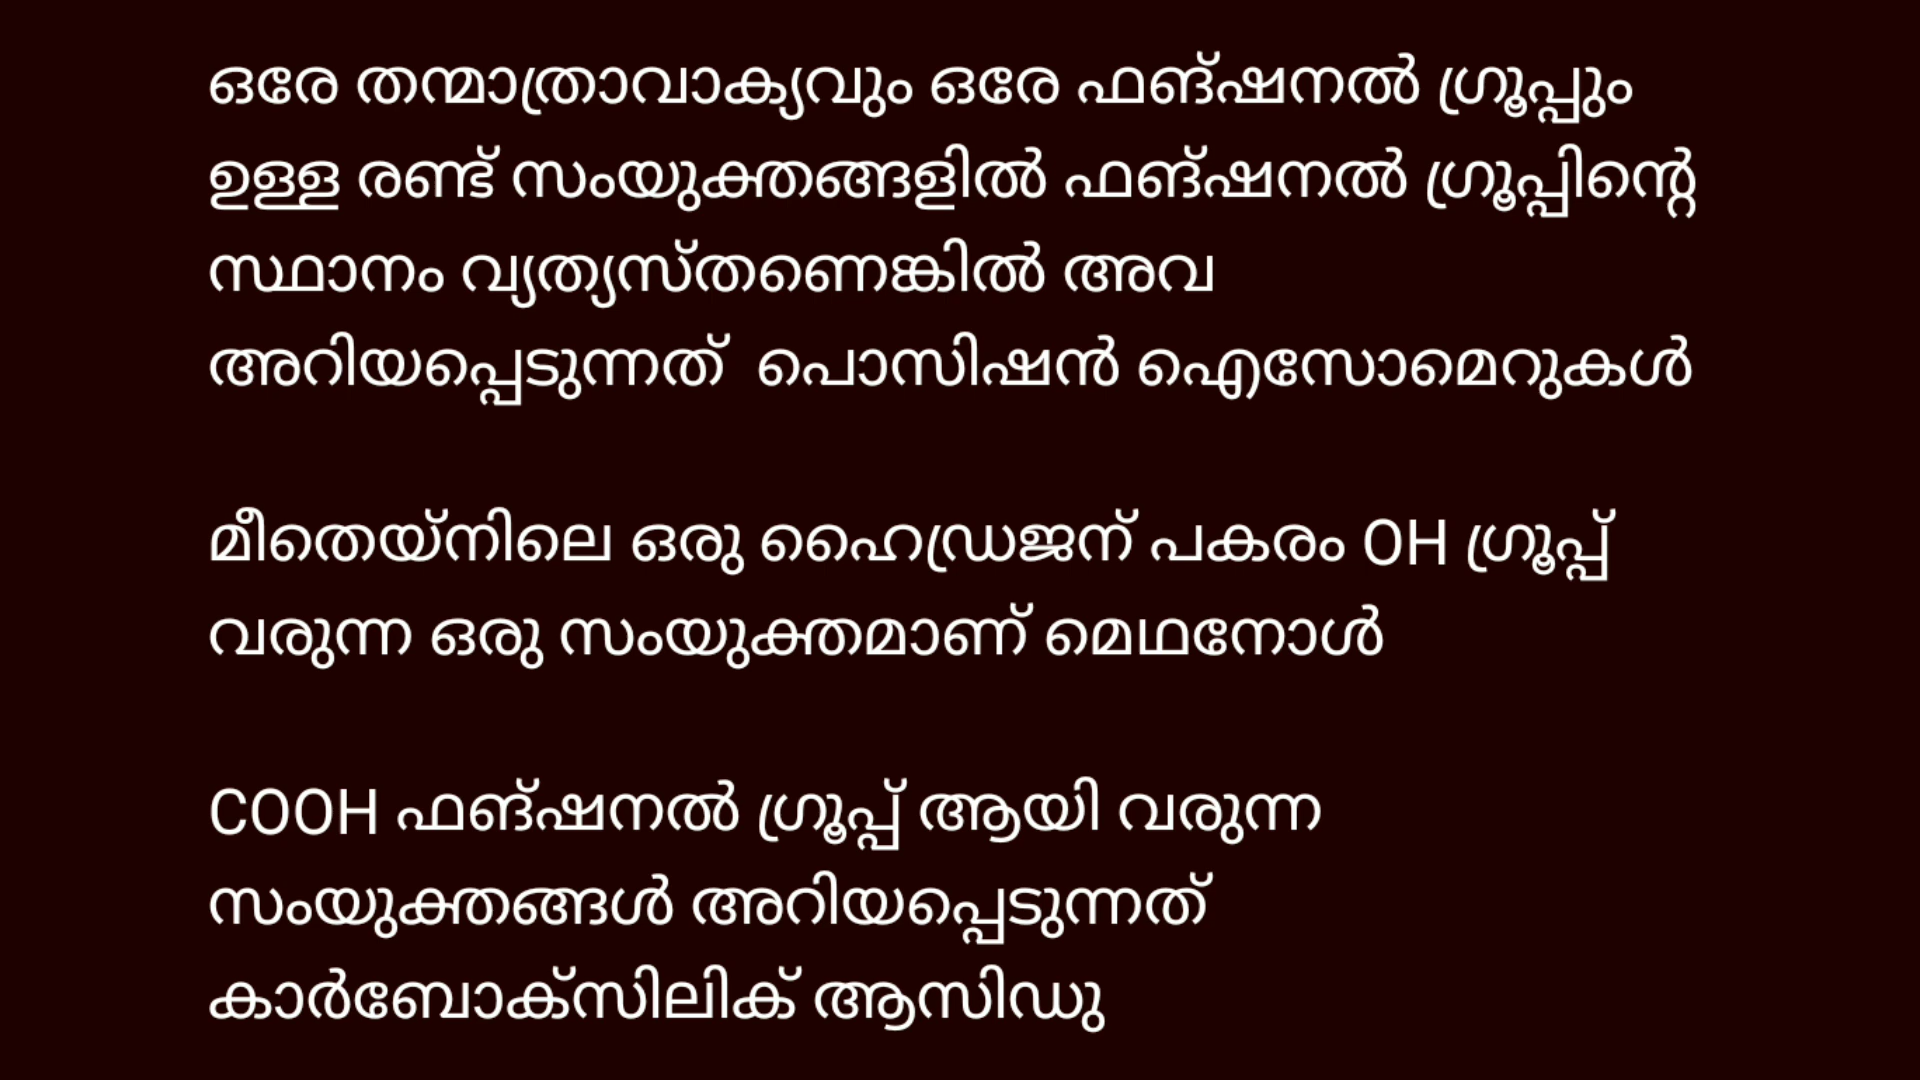 ഒരേ തന്മാത്രാവാക്യവും ഒരേ ഫങ്ഷനൽ ഗ്രൂപ്പും
ഉള്ള രണ്ട് സംയുക്തങ്ങളിൽ ഫങ്ഷനൽ ഗ്രൂപ്പിന്റെ
സ്ഥാനം വ്യത്യസ്തണെങ്കിൽ അവ
അറിയപ്പെടുന്നത് പൊസിഷൻ ഐസോമെറുകൾ
മീതെയ്നിലെ ഒരു ഹൈഡ്രജന് പകരം OH ഗ്രൂപ്പ്
വരുന്ന ഒരു സംയുക്തമാണ് മെഥനോൾ
COOH ഫങ്ഷനൽ ഗ്രൂപ്പ് ആയി വരുന്ന
സംയുക്തങ്ങൾ അറിയപ്പെടുന്നത്
കാർബോക്സിലിക് ആസിഡു